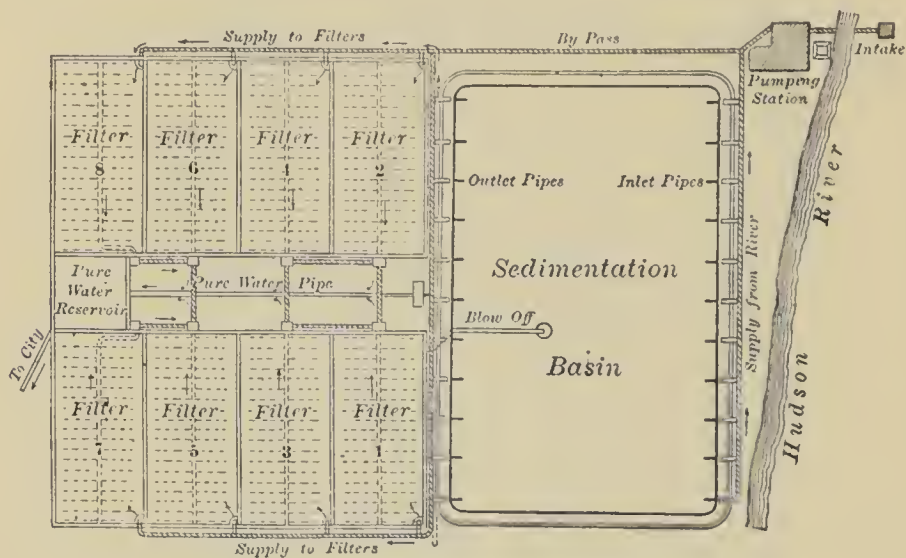 Supply to Filters
By Pass
Intake
Pumping
Station
Filter
8
Filter
6
Filter
4
Filter
2
Outlet Pipes
Inlet Pipes
River
Pure
Water
Reservoir
Pure Water Pipe
Sedimentation
Basin
Blow Off
Supply from River
Hudson
To City
Filter
7
Filter
5
Filter
3
Filter
1
Supply to Filters